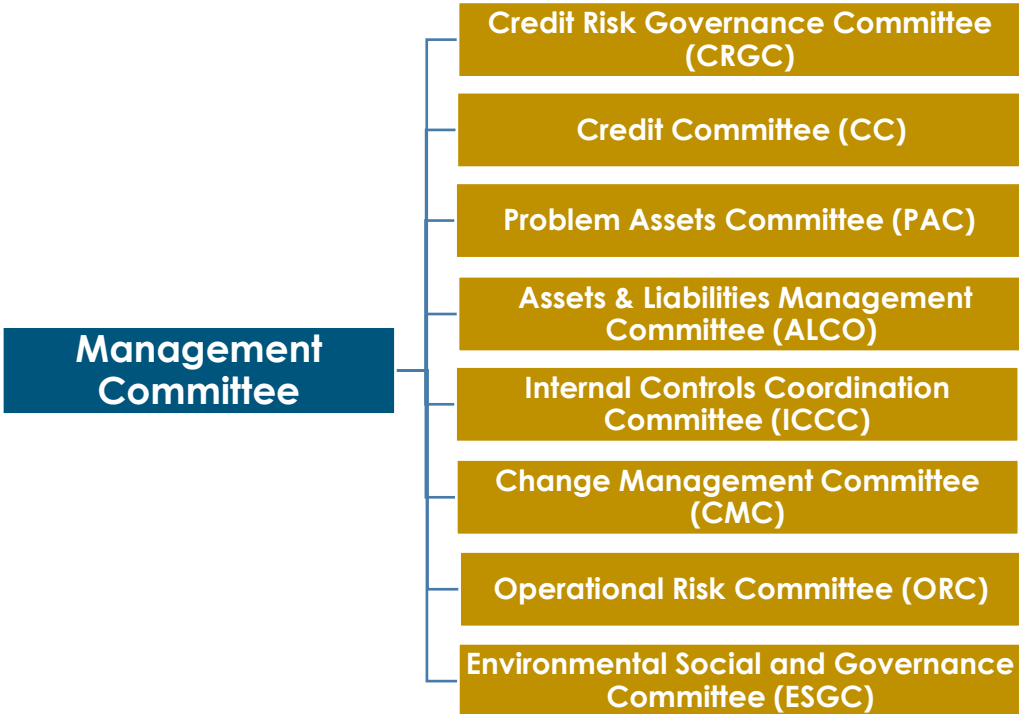 Credit Risk Governance Committee
(CRGC)
Credit Committee (CC)
Problem Assets Committee (PAC)
Assets & Liabilities Management
Committee (ALCO)
Management
Committee
Internal Controls Coordination
Committee (ICCC)
Change Management Committee
(CMC)
Operational Risk Committee (ORC)
Environmental Social and Governance
Committee (ESGC)